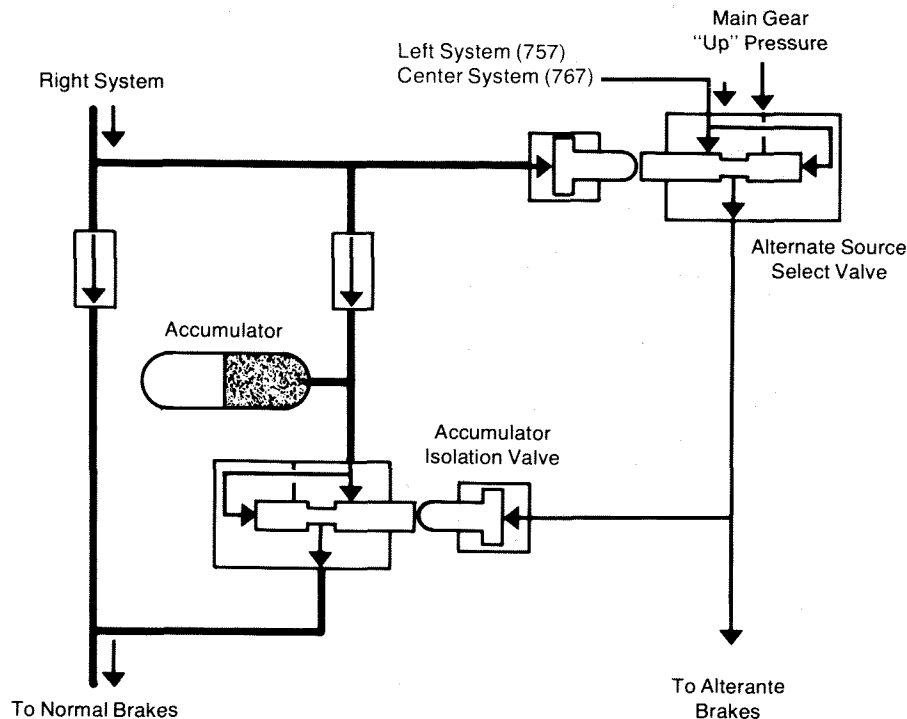 Main Gear
"Up" Pressure
Left System (757)
Center System (767)
Right System
Alternate Source
Select Valve
Accumulator
Accumulator
Isolation Valve
To Normal Brakes
To Alterante
Brakes